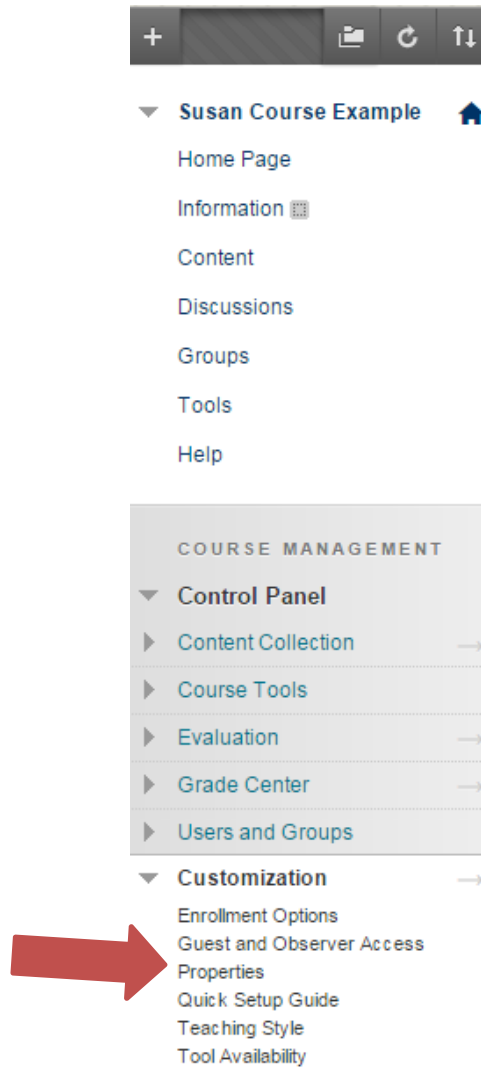 Susan Course Example
Home Page
Information
Content
Discussions
Groups
Tools
Help
COURSE MANAGEMENT
Control Panel
Content Collection
Course Tools
Evaluation
Grade Center
Users and Groups
Customization
Enrollment Options
Guest and Observer Access
Properties
Quick Setup Guide
Teaching Style
Tool Availability